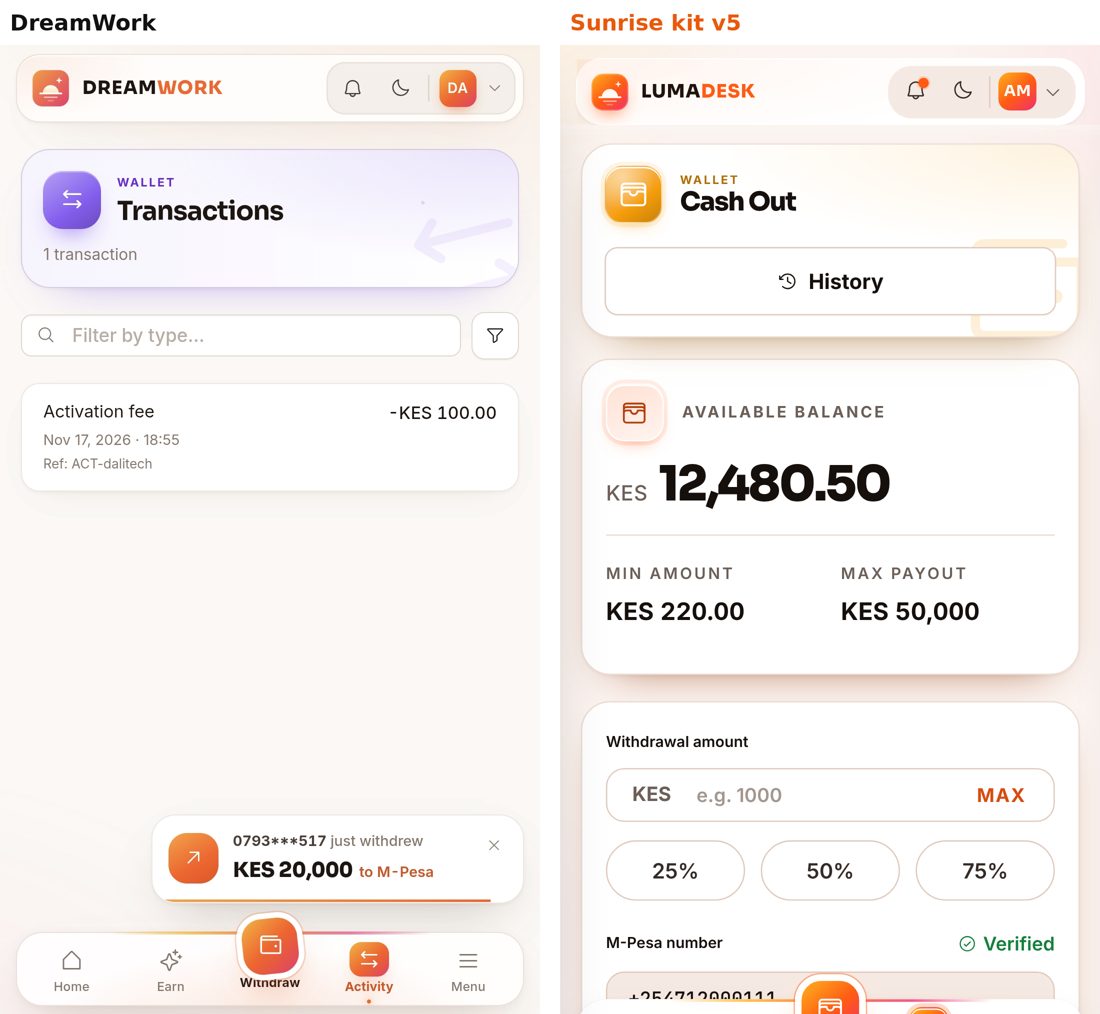 DreamWork
DREAMWORK
DA
WALLET
Transactions
1 transaction
Filter by type...
Activation fee
-KES 100.00
Nov 17, 2026 · 18:55
Ref: ACT-dalitech
0793***517 just withdrew
KES 20,000 to M-Pesa
Home
Earn
Withdraw
Activity
Menu
Sunrise kit v5
LUMADESK
AM
WALLET
Cash Out
History
AVAILABLE BALANCE
KES 12,480.50
MIN AMOUNT
MAX PAYOUT
KES 220.00
KES 50,000
Withdrawal amount
KES e.g. 1000 MAX
25%
50%
75%
M-Pesa number
Verified
+254712000111